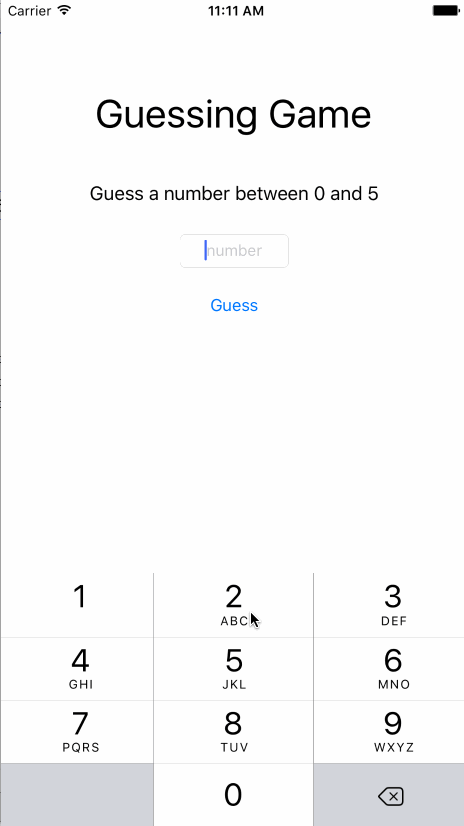 Carrier 11:11 AM
Guessing Game
Guess a number between 0 and 5
number
Guess
1 2 3
ABC DEF
4 5 6
GHI JKL MNO
7 8 9
PQRS TUV WXYZ
0